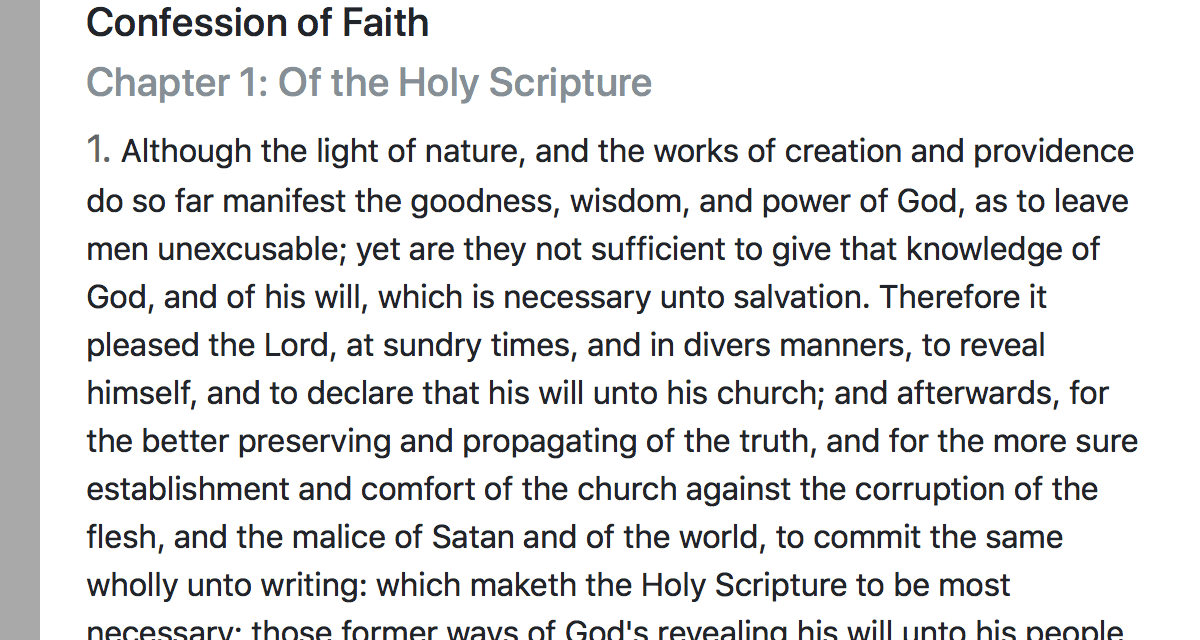 Confession of Faith
Chapter 1: Of the Holy Scripture
1. Although the light of nature, and the works of creation and providence
do so far manifest the goodness, wisdom, and power of God, as to leave
men unexcusable; yet are they not sufficient to give that knowledge of
God, and of his will, which is necessary unto salvation. Therefore it
pleased the Lord, at sundry times, and in divers manners, to reveal
himself, and to declare that his will unto his church; and afterwards, for
the better preserving and propagating of the truth, and for the more sure
establishment and comfort of the church against the corruption of the
flesh, and the malice of Satan and of the world, to commit the same
wholly unto writing: which maketh the Holy Scripture to be most
necessary; those former ways of God's revealing his will unto his people